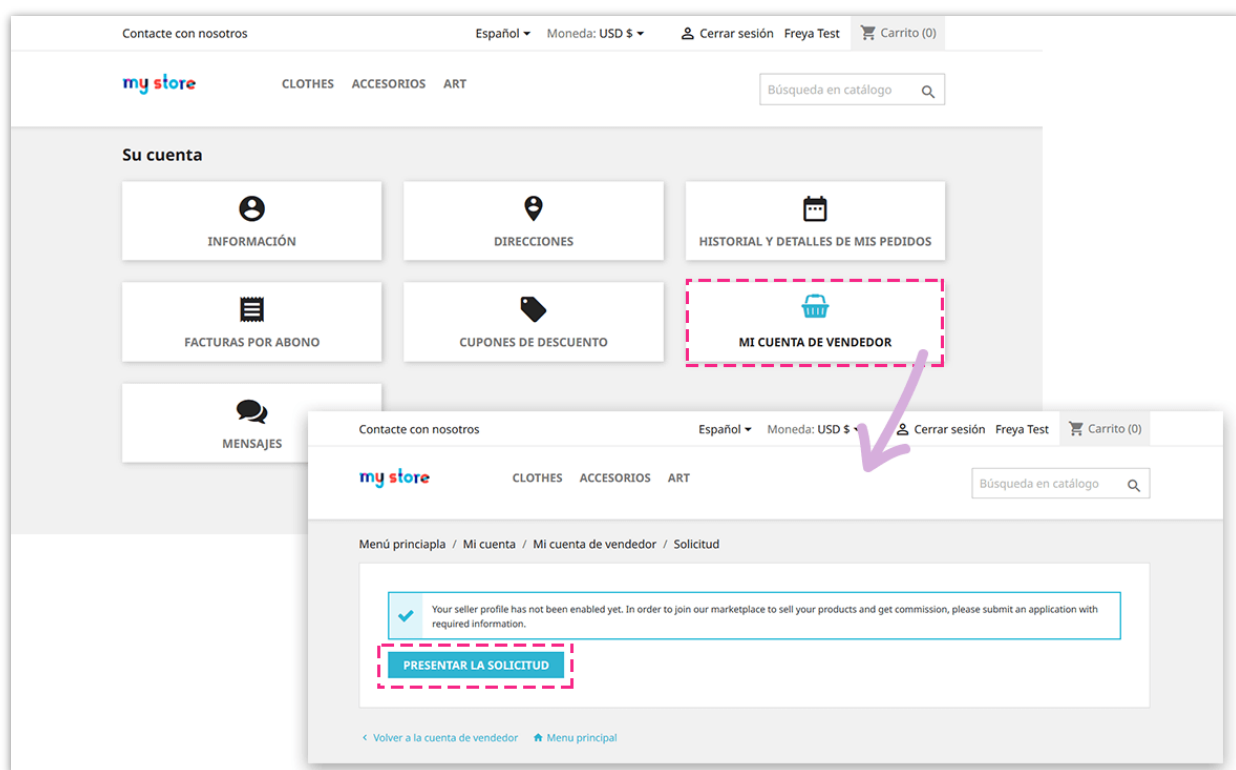 Contacte con nosotros Español Moneda: USD $ Cerrar sesión Freya Test Carrito (0)
my store CLOTHES ACCESORIOS ART Búsqueda en catálogo
Su cuenta
INFORMACIÓN DIRECCIONES HISTORIAL Y DETALLES DE MIS PEDIDOS
FACTURAS POR ABONO CUPONES DE DESCUENTO MI CUENTA DE VENDEDOR
MENSAJES
Contacte con nosotros Español Moneda: USD $ Cerrar sesión Freya Test Carrito (0)
my store CLOTHES ACCESORIOS ART Búsqueda en catálogo
Menú princiapla / Mi cuenta / Mi cuenta de vendedor / Solicitud
Your seller profile has not been enabled yet. In order to join our marketplace to sell your products and get commission, please submit an application with
required information.
PRESENTAR LA SOLICITUD
Volver a la cuenta de vendedor Menu principal